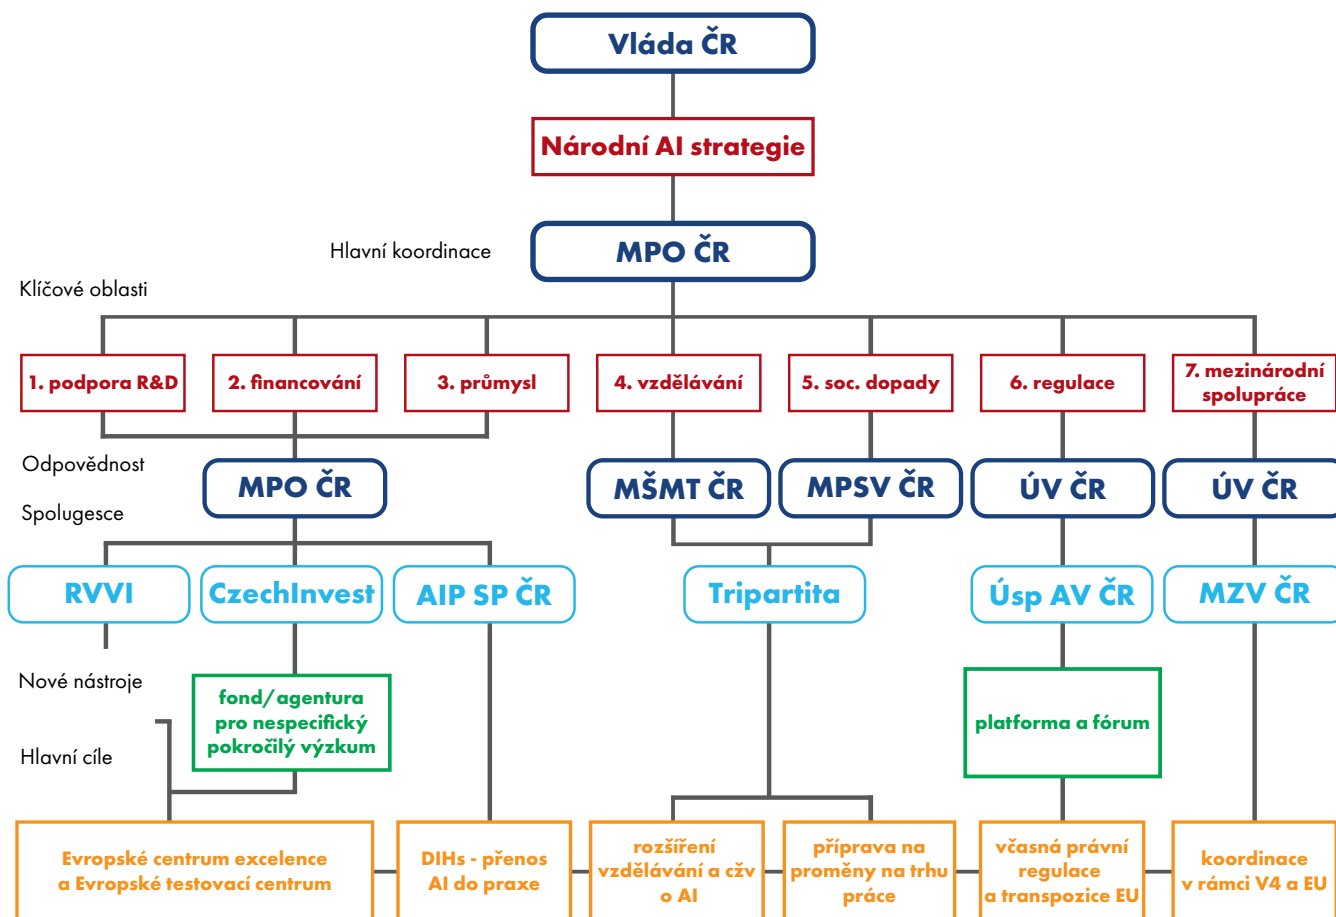 Vláda ČR
Národní AI strategie
Hlavní koordinace
MPO ČR
Klíčové oblasti
1. podpora R&D
2. financování
3. průmysl
4. vzdělávání
5. soc. dopady
6. regulace
7. mezinárodní
spolupráce
Odpovědnost
MPO ČR
MŠMT ČR
MPSV ČR
ÚV ČR
ÚV ČR
Spolugesce
RVVI
CzechInvest
AIP SP ČR
Tripartita
Úsp AV ČR
MZV ČR
Nové nástroje
fond/agentura
pro nespecifický
pokročilý výzkum
platforma a fórum
Hlavní cíle
Evropské centrum excelence
a Evropské testovací centrum
DIHs - přenos
AI do praxe
rozšíření
vzdělávání a cžv
o AI
příprava na
proměny na trhu
práce
včasná právní
regulace
a transpozice EU
koordinace
v rámci V4 a EU